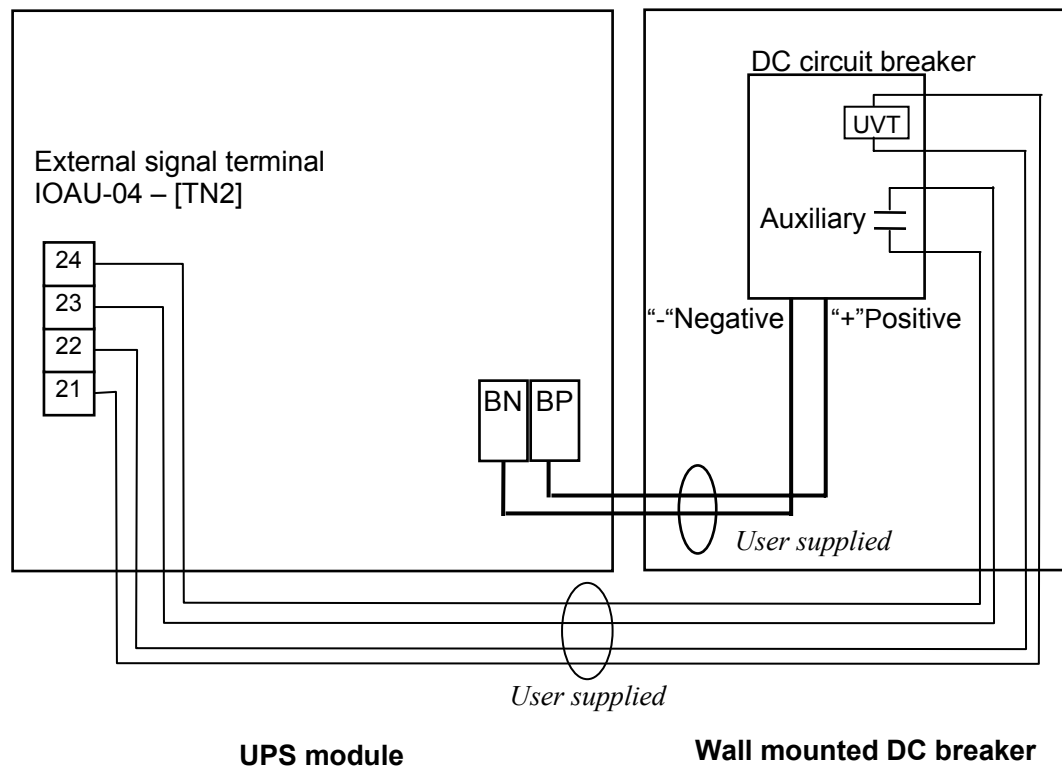 DC circuit breaker
UVT
External signal terminal
IOAU-04 – [TN2]
Auxiliary
24
23
22
21
“-“Negative
“+”Positive
BN
BP
User supplied
User supplied
UPS module
Wall mounted DC breaker